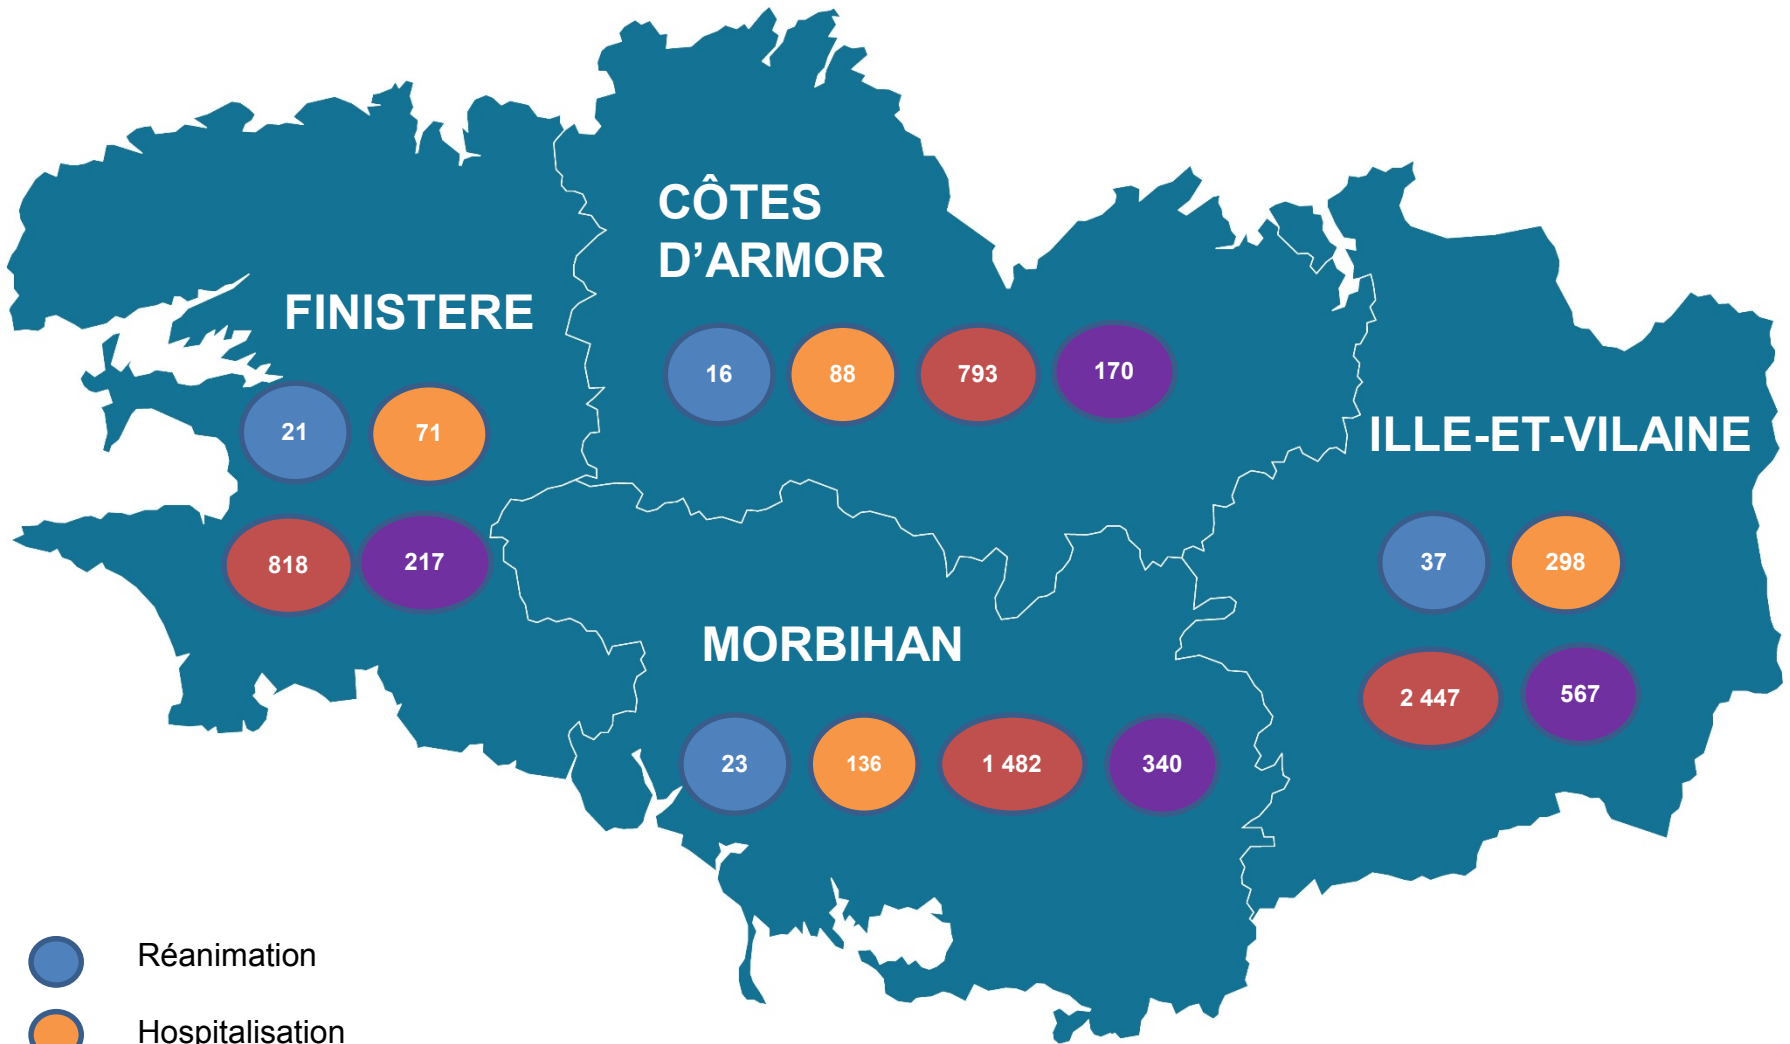 CÔTES
D’ARMOR
16 88 793 170
FINISTERE
21 71
818 217
ILLE-ET-VILAINE
37 298
2 447 567
MORBIHAN
23 136 1 482 340
Réanimation
Hospitalisation